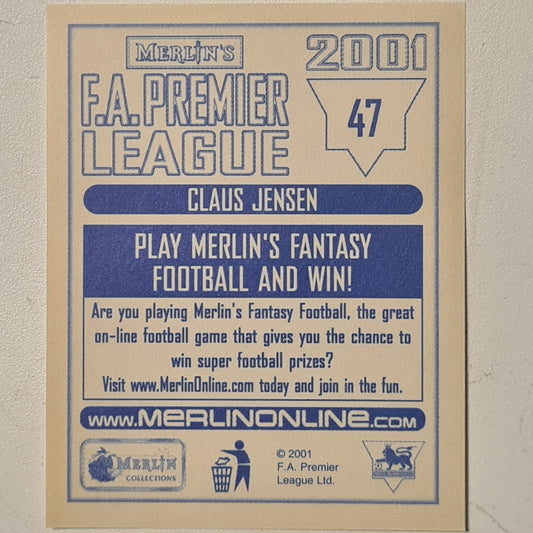 MERLIN'S
2001
F.A. PREMIER
LEAGUE
47
CLAUS JENSEN
PLAY MERLIN'S FANTASY
FOOTBALL AND WIN!
Are you playing Merlin's Fantasy Football, the great
on-line football game that gives you the chance to
win super football prizes?
Visit www.MerlinOnline.com today and join in the fun.
www.MERLINONLINE.com
MERLIN
COLLECTIONS
© 2001
F.A. Premier
League Ltd.